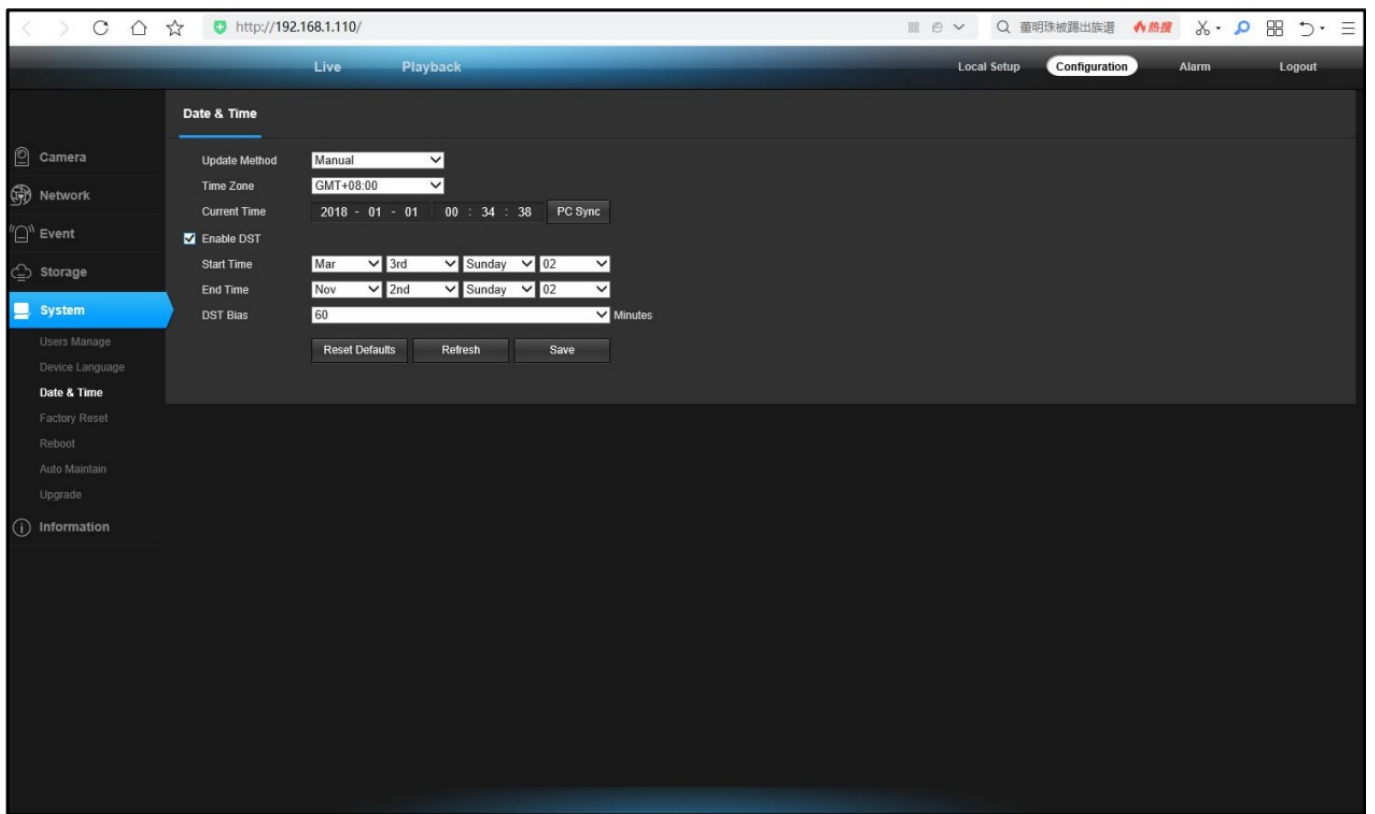 http://192.168.1.110/
董明珠被踢出族谱 热搜
Live Playback Local Setup Configuration Alarm Logout
Date & Time
Camera
Network
Event
Storage
System
Users Manage
Device Language
Date & Time
Factory Reset
Reboot
Auto Maintain
Upgrade
Information
Update Method Manual
Time Zone GMT+08:00
Current Time 2018 - 01 - 01 00 : 34 : 38 PC Sync
Enable DST
Start Time Mar 3rd Sunday 02
End Time Nov 2nd Sunday 02
DST Bias 60 Minutes
Reset Defaults Refresh Save